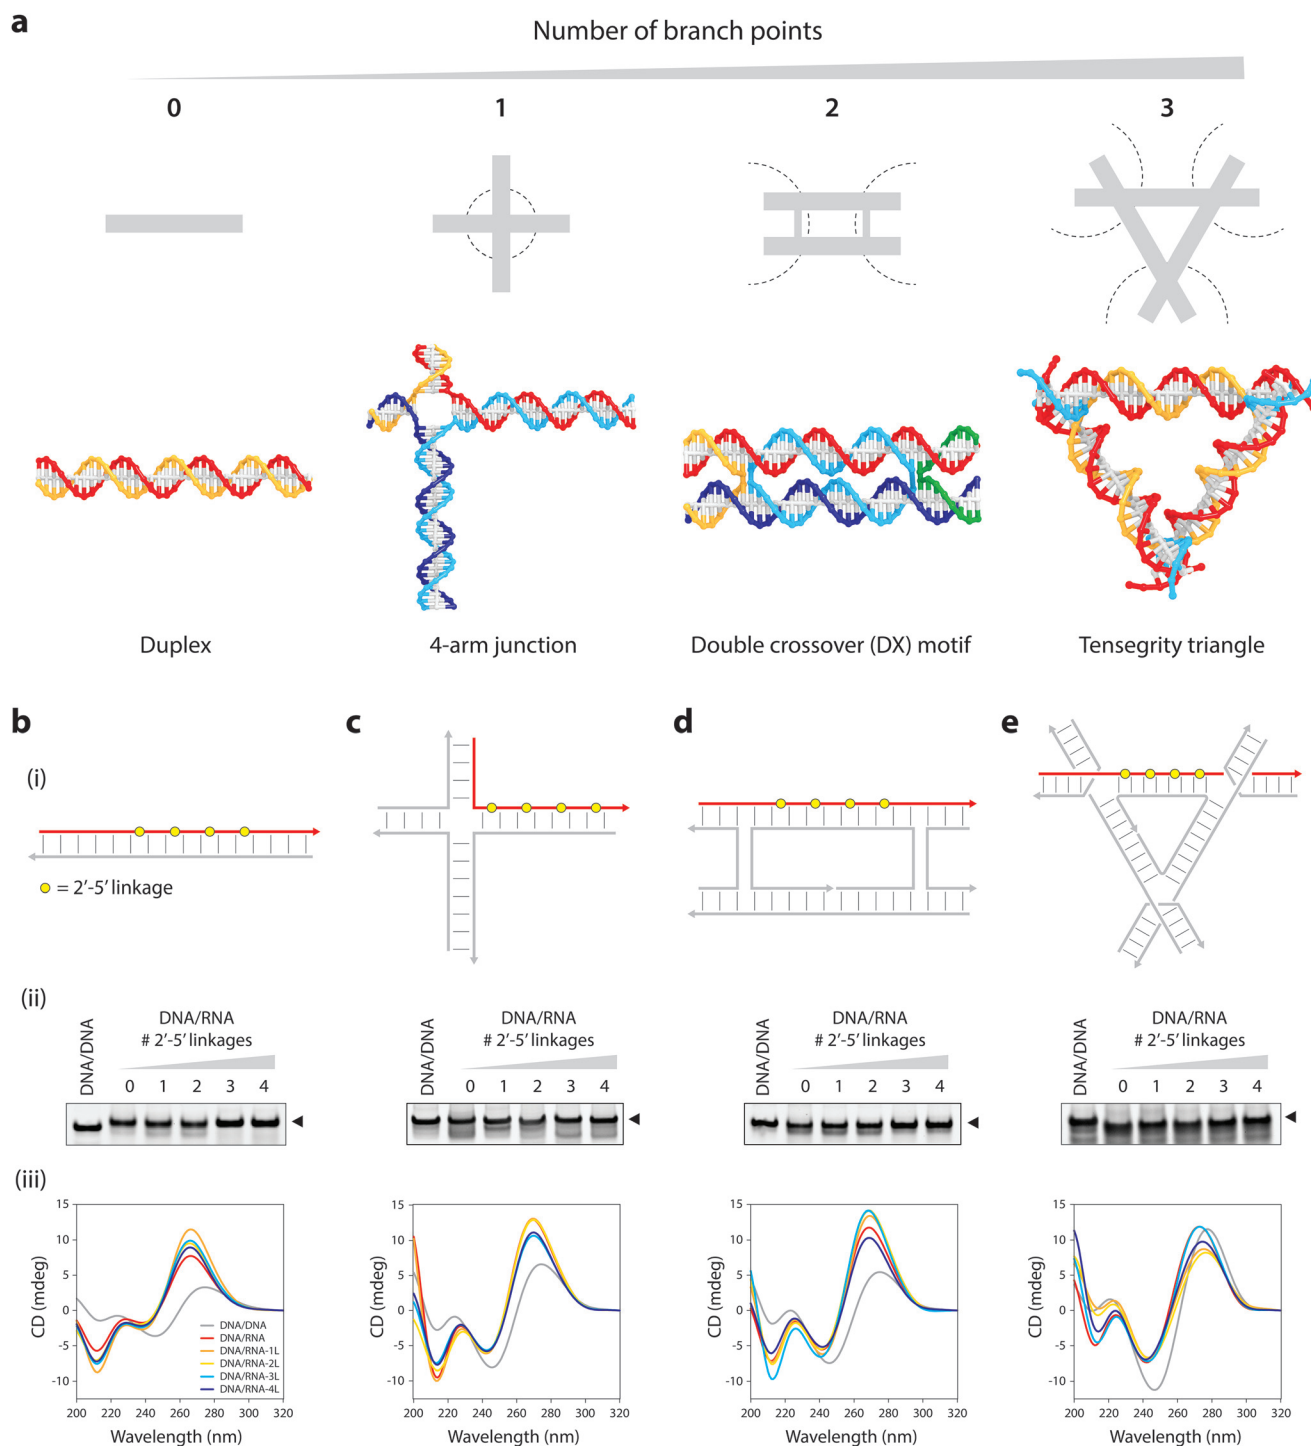 a
Number of branch points
0 1 2 3
Duplex 4-arm junction Double crossover (DX) motif Tensegrity triangle
b c d e
(i)
= 2’-5’ linkage
(ii)
DNA/DNA DNA/RNA DNA/DNA DNA/RNA DNA/DNA DNA/RNA DNA/DNA DNA/RNA
# 2’-5’ linkages # 2’-5’ linkages # 2’-5’ linkages # 2’-5’ linkages
0 1 2 3 4 0 1 2 3 4 0 1 2 3 4 0 1 2 3 4
(iii)
15 15 15 15
10 10 10 10
5 5 5 5
0 0 0 0
-5 -5 -5 -5
-10 -10 -10 -10
CD (mdeg) CD (mdeg) CD (mdeg) CD (mdeg)
DNA/DNA
DNA/RNA
DNA/RNA-1L
DNA/RNA-2L
DNA/RNA-3L
DNA/RNA-4L
200 220 240 260 280 300 320 200 220 240 260 280 300 320 200 220 240 260 280 300 320 200 220 240 260 280 300 320
Wavelength (nm) Wavelength (nm) Wavelength (nm) Wavelength (nm)